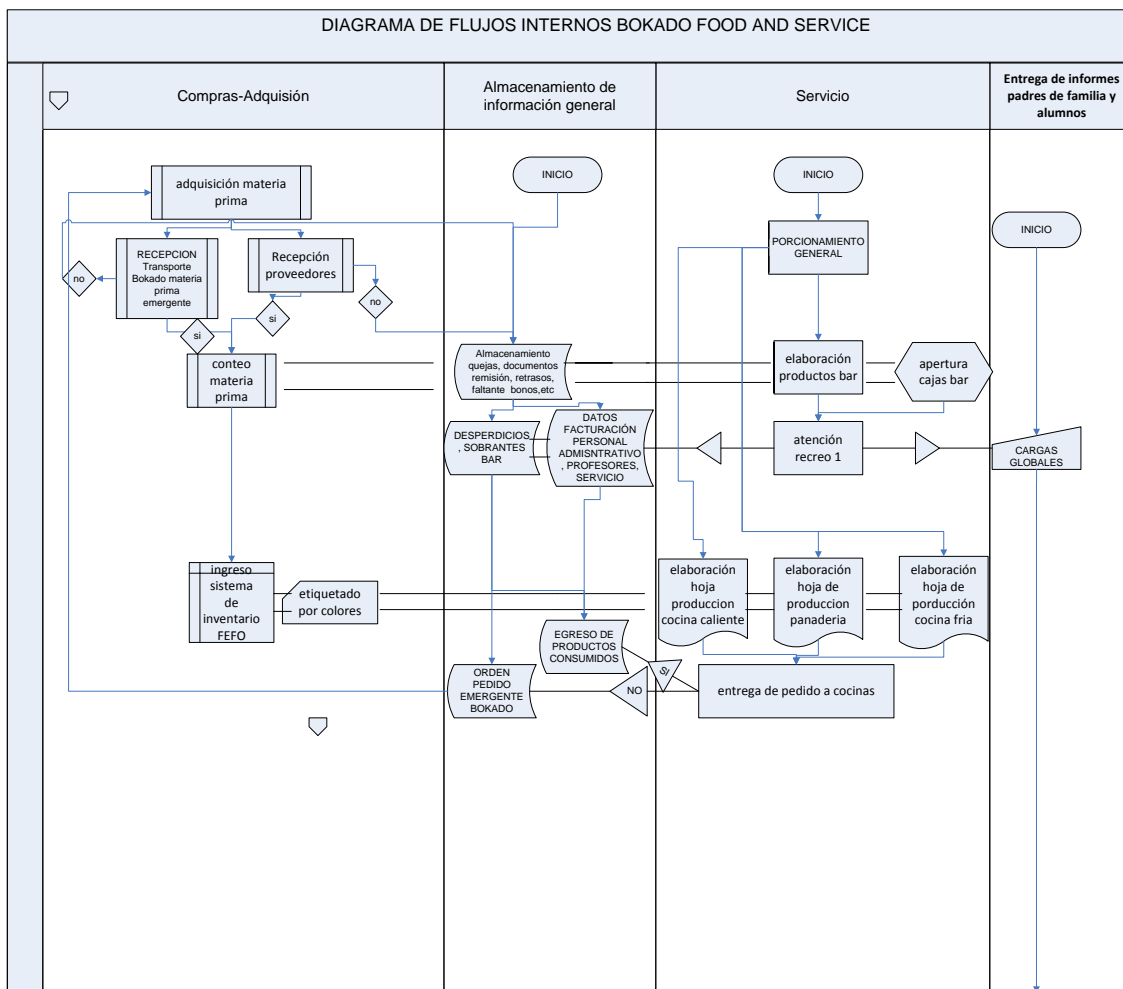 DIAGRAMA DE FLUJOS INTERNOS BOKADO FOOD AND SERVICE
Compras-Adquisión
Almacenamiento de
información general
Servicio
Entrega de informes
padres de familia y
alumnos
adquisición materia
prima
RECEPCION
Transporte
Bokado materia
prima
emergente
Recepción
proveedores
no
no
si
si
conteo
materia
prima
ingreso
sistema
de
inventario
FEFO
etiquetado
por colores
INICIO
Almacenamiento
quejas, documentos
remisión, retrasos,
faltante bonos,etc
DESPERDICIOS
, SOBRANTES
BAR
DATOS
FACTURACIÓN
PERSONAL
ADMISNTRATIVO
, PROFESORES,
SERVICIO
EGRESO DE
PRODUCTOS
CONSUMIDOS
ORDEN
PEDIDO
EMERGENTE
BOKADO
INICIO
PORCIONAMIENTO
GENERAL
elaboración
productos bar
apertura
cajas bar
atención
recreo 1
elaboración
hoja
produccion
cocina caliente
elaboración
hoja de
produccion
panaderia
elaboración
hoja de
porducción
cocina fria
SI
NO
entrega de pedido a cocinas
INICIO
CARGAS
GLOBALES